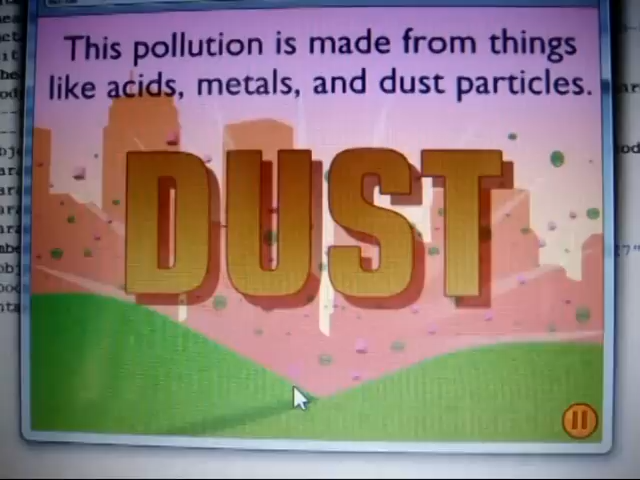 This pollution is made from things
like acids, metals, and dust particles.
DUST